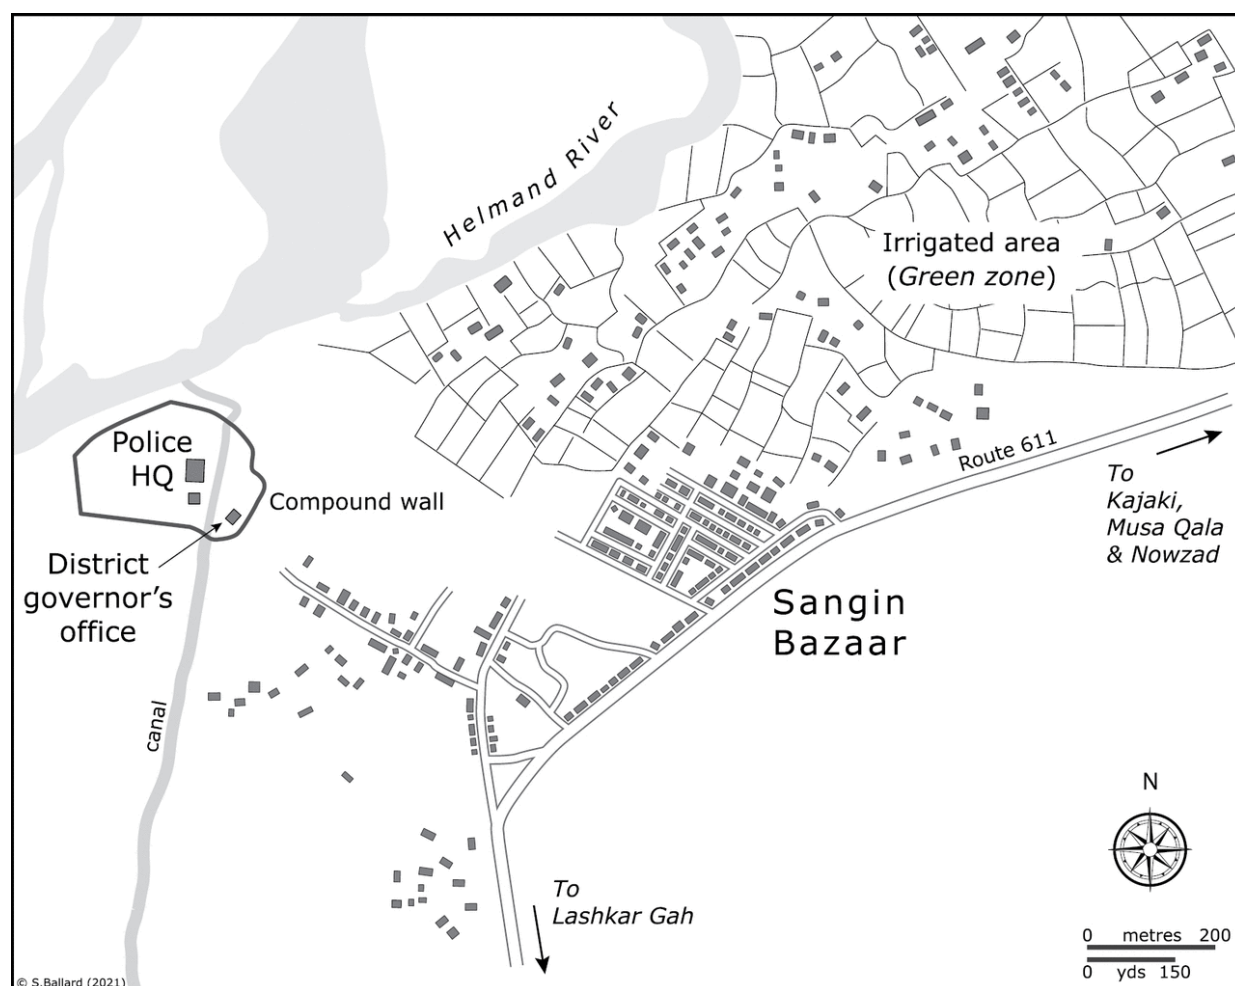 Helmand River
Irrigated area
(Green zone)
Police
HQ
Compound wall
District
governor's
office
canal
Route 611
To
Kajaki,
Musa Qala
& Nowzad
Sangin
Bazaar
To
Lashkar Gah
N
0 metres 200
0 yds 150
© S.Ballard (2021)